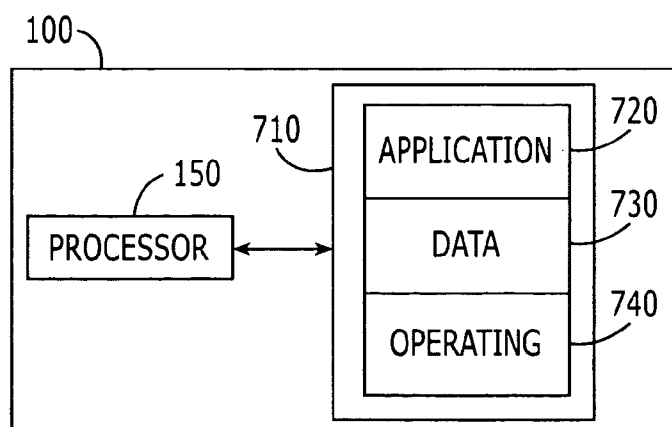 100
710
720
APPLICATION
150
730
PROCESSOR
DATA
740
OPERATING